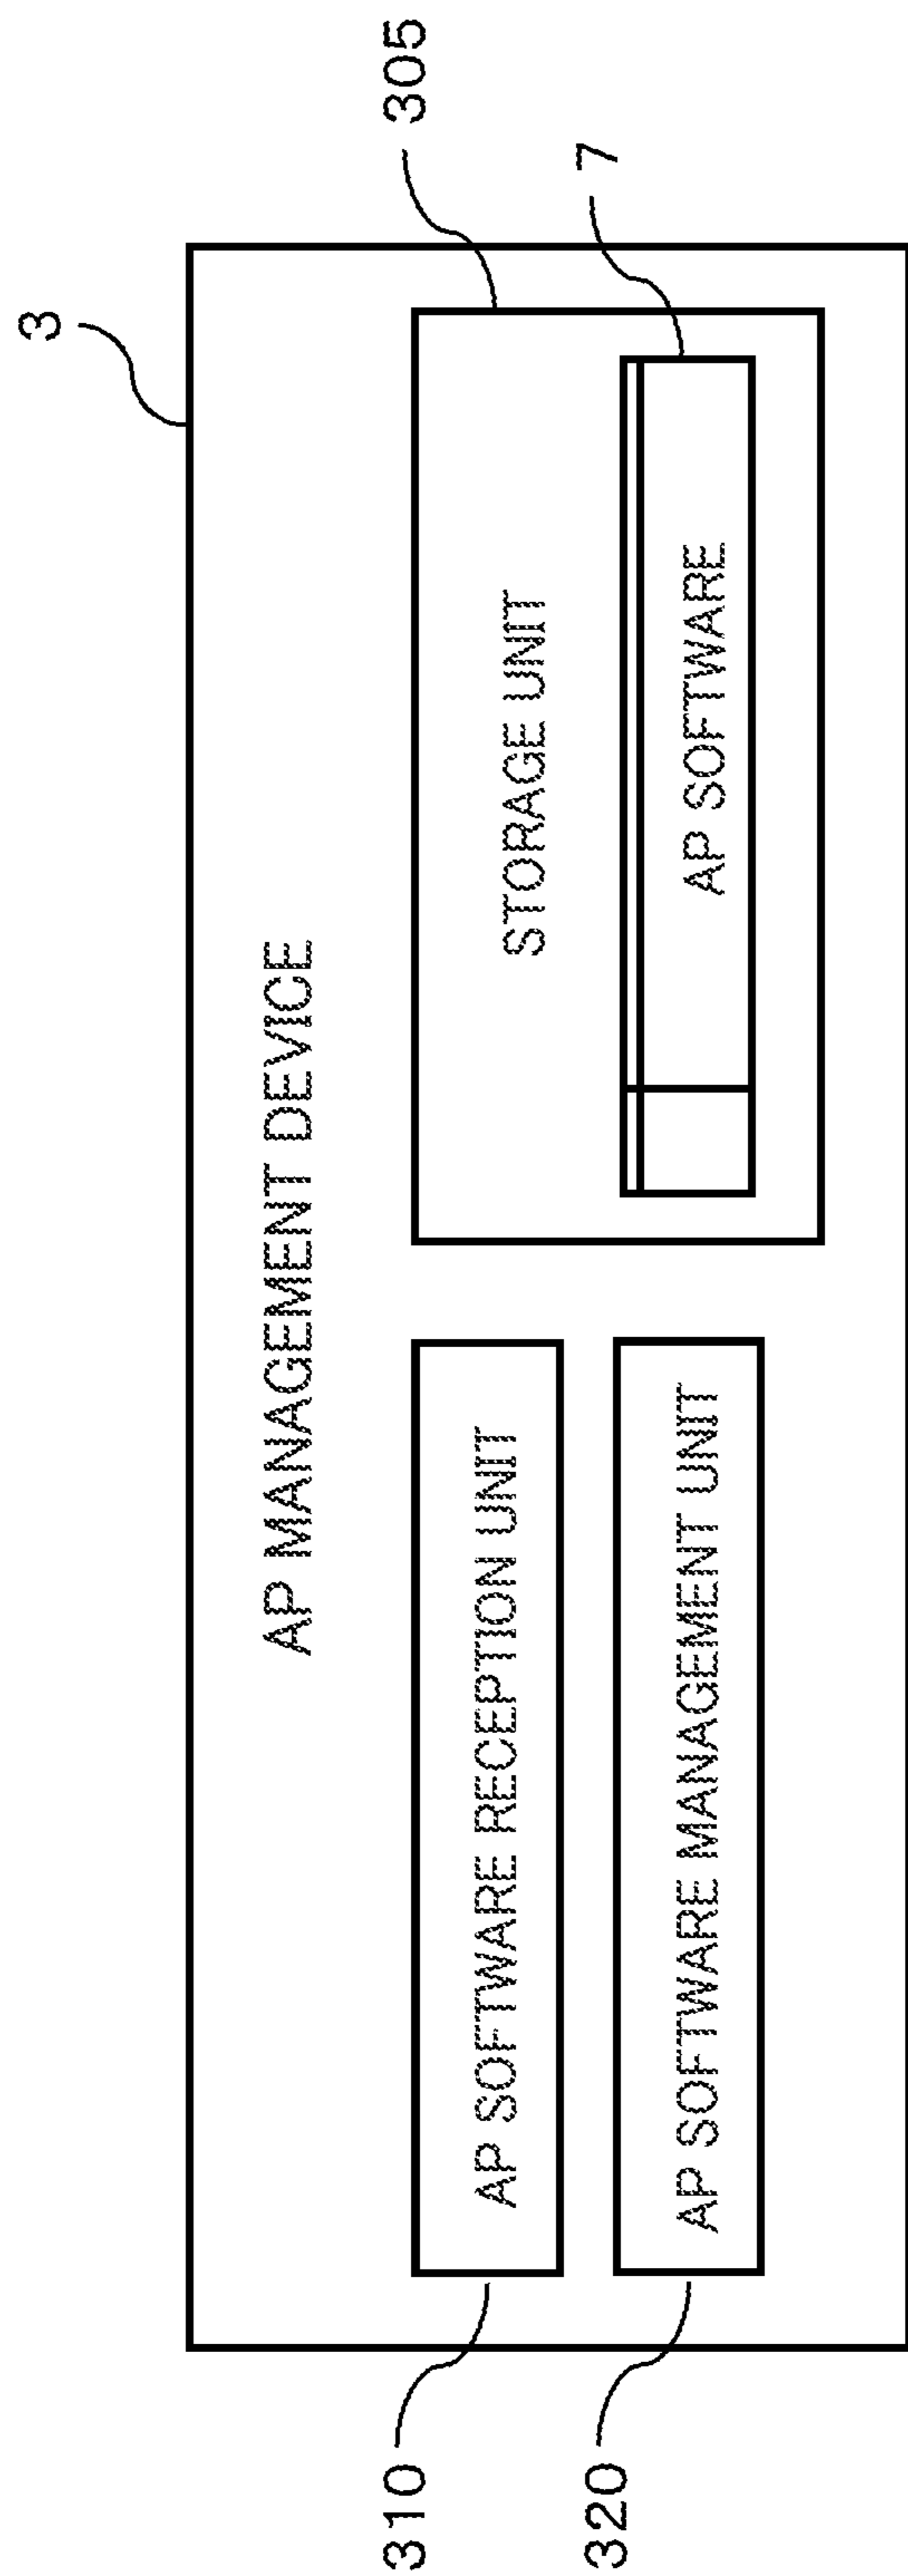 3
AP MANAGEMENT DEVICE
305
310
AP SOFTWARE RECEPTION UNIT
STORAGE UNIT
7
320
AP SOFTWARE MANAGEMENT UNIT
AP SOFTWARE